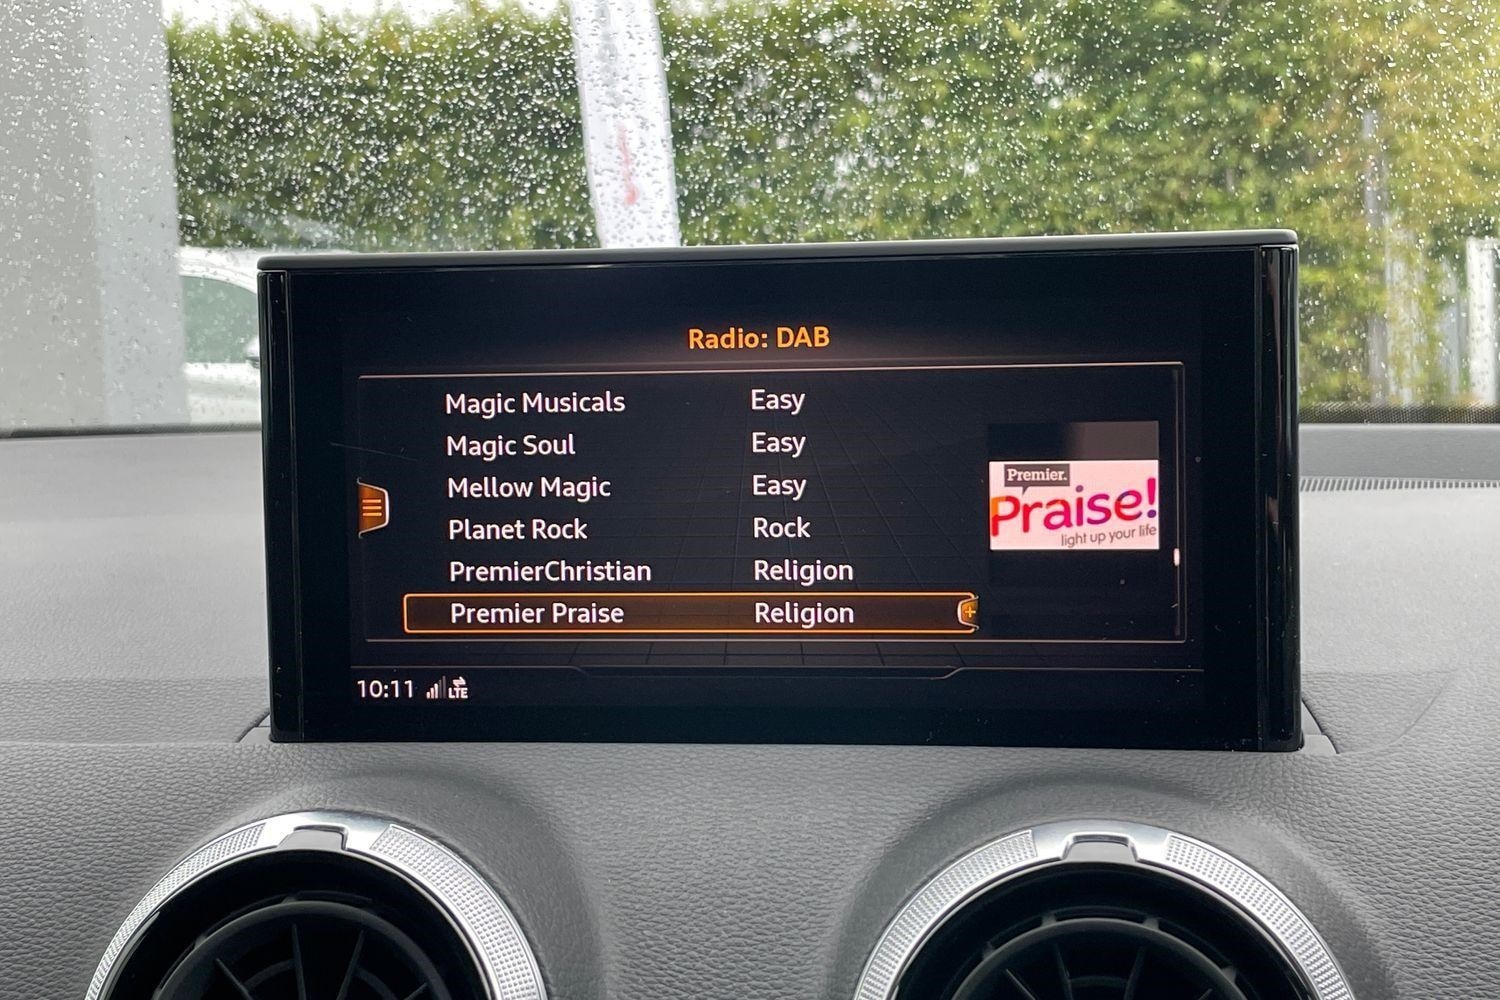 Radio: DAB
Magic Musicals Easy
Magic Soul Easy
Mellow Magic Easy
Planet Rock Rock
PremierChristian Religion
Premier Praise Religion
Premier.
Praise!
light up your life
10:11 LTE